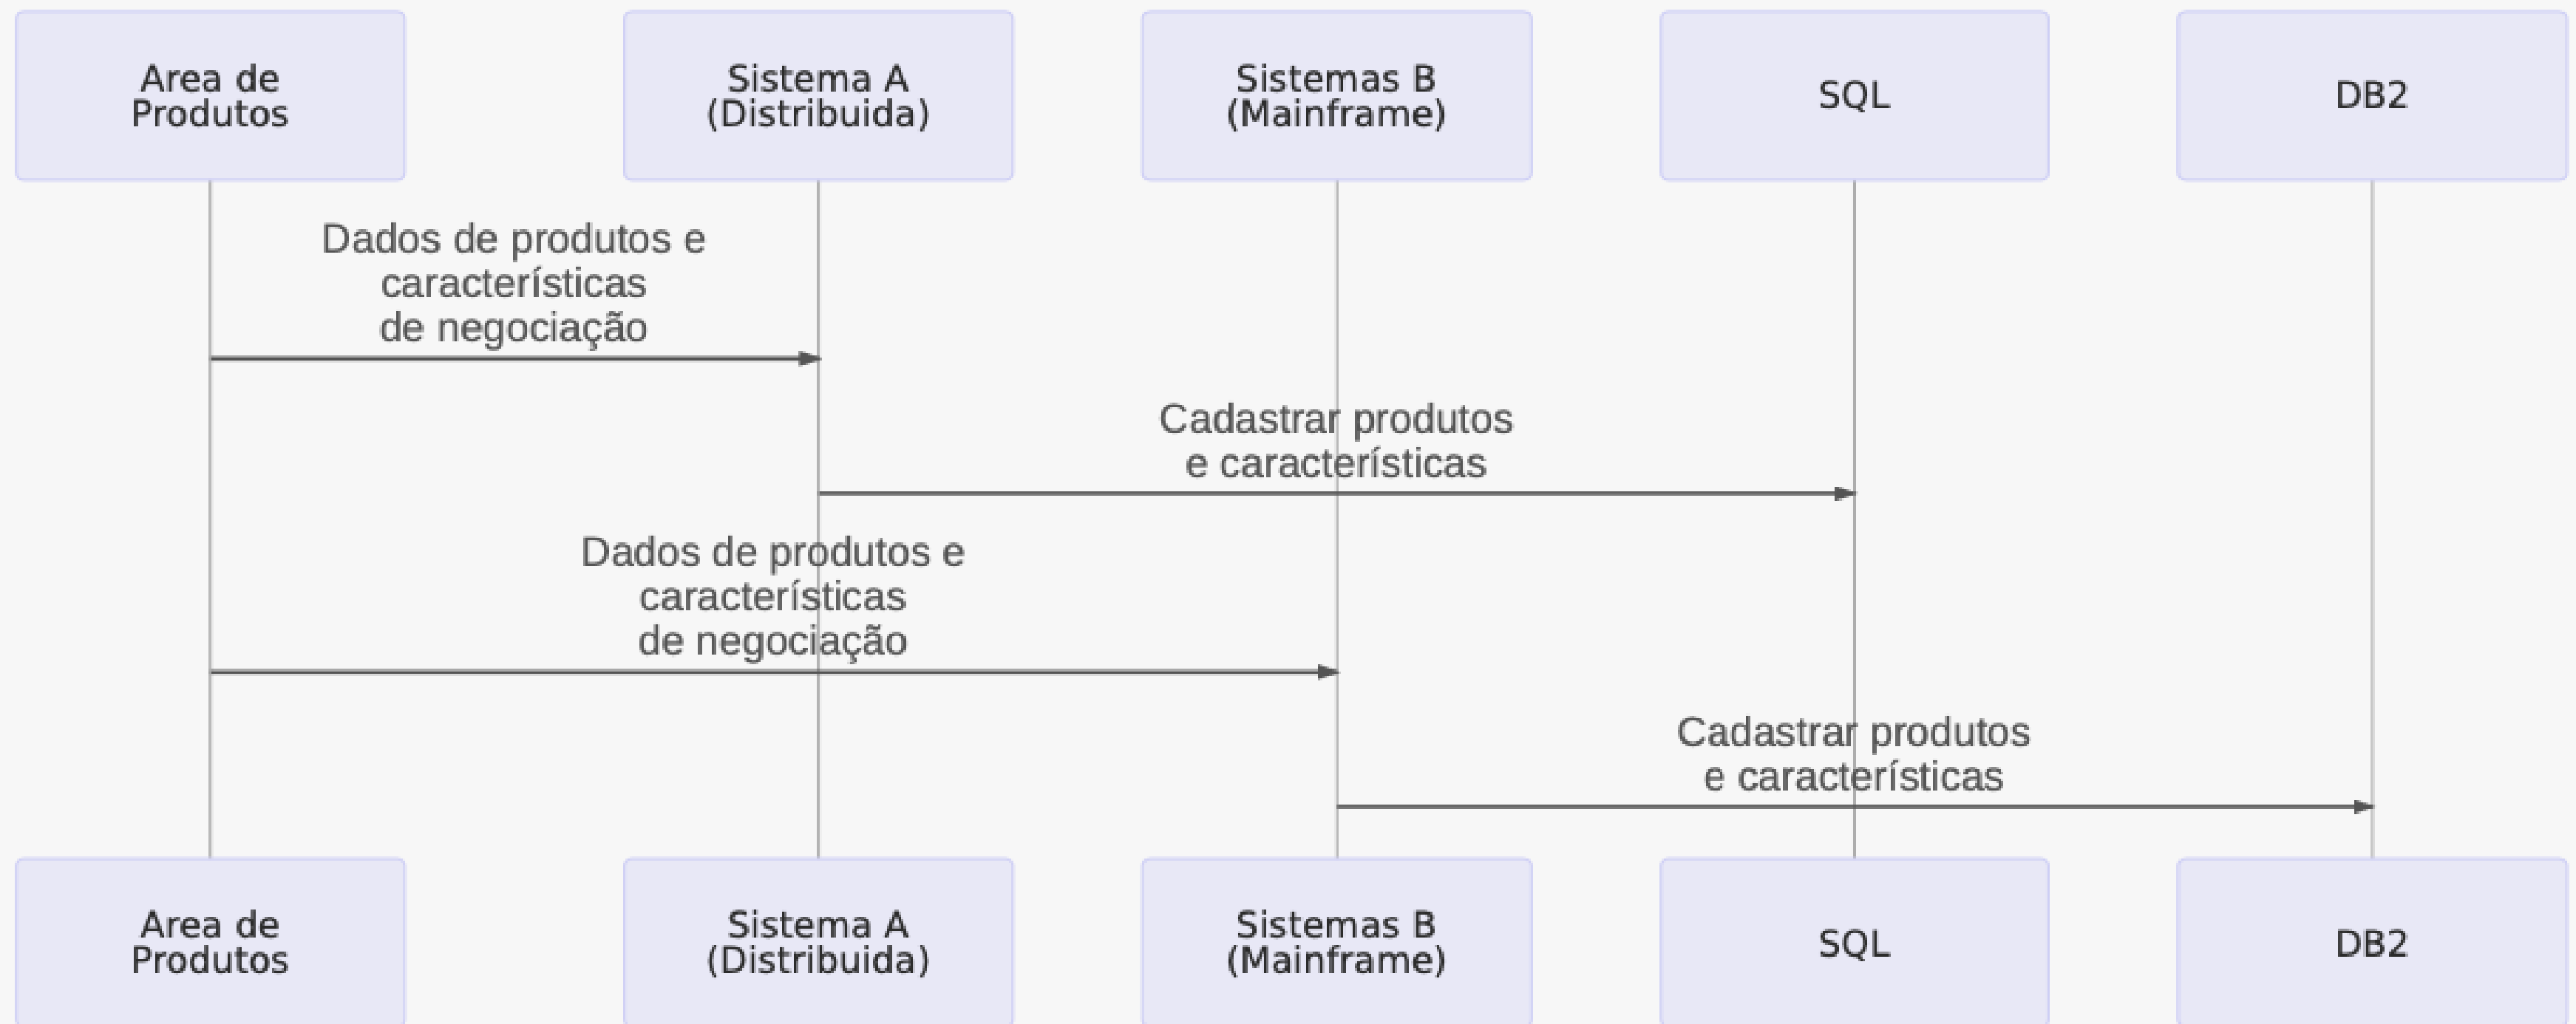 Area de
Produtos
Sistema A
(Distribuida)
Sistemas B
(Mainframe)
SQL
DB2
Dados de produtos e
características
de negociação
Cadastrar produtos
e características
Dados de produtos e
características
de negociação
Cadastrar produtos
e características
Area de
Produtos
Sistema A
(Distribuida)
Sistemas B
(Mainframe)
SQL
DB2